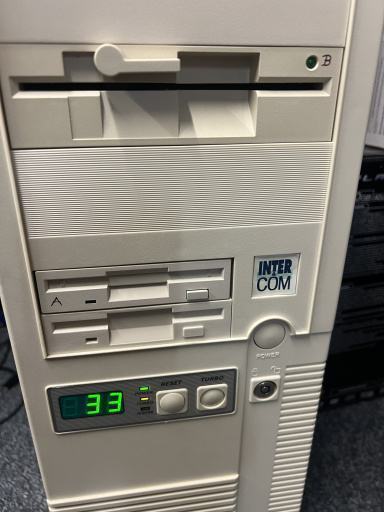 B
INTER
COM
A
POWER
33
RESET
TURBO